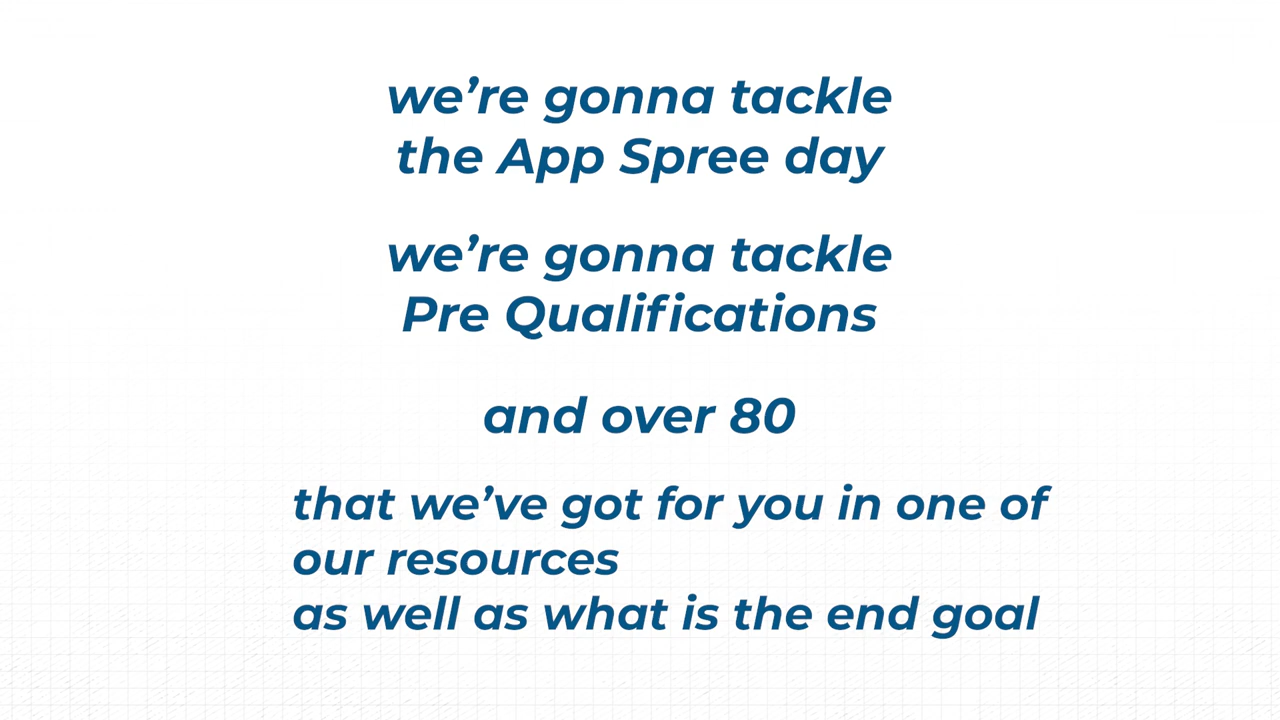 we’re gonna tackle
the App Spree day
we’re gonna tackle
Pre Qualifications
and over 80
that we’ve got for you in one of
our resources
as well as what is the end goal